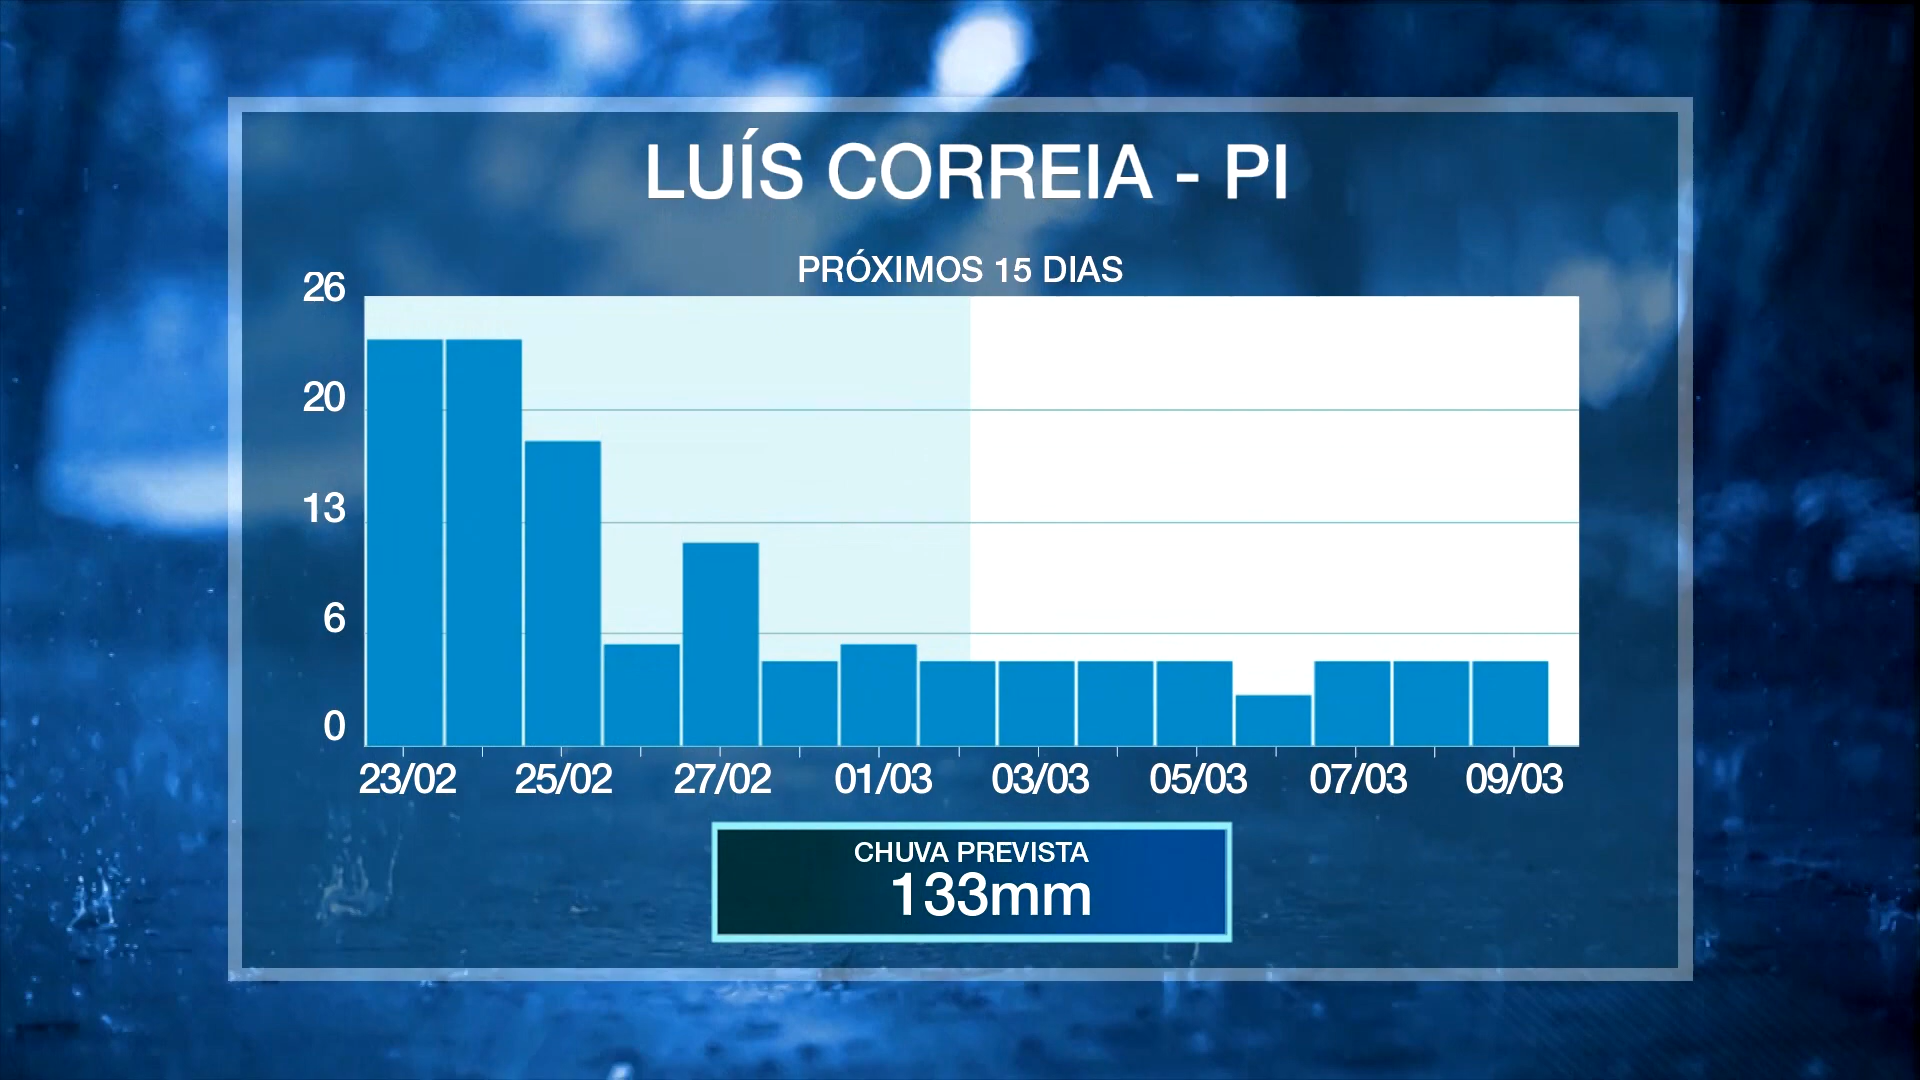 LUÍS CORREIA - PI
PRÓXIMOS 15 DIAS
26
20
13
6
0
23/02 25/02 27/02 01/03 03/03 05/03 07/03 09/03
CHUVA PREVISTA
133mm